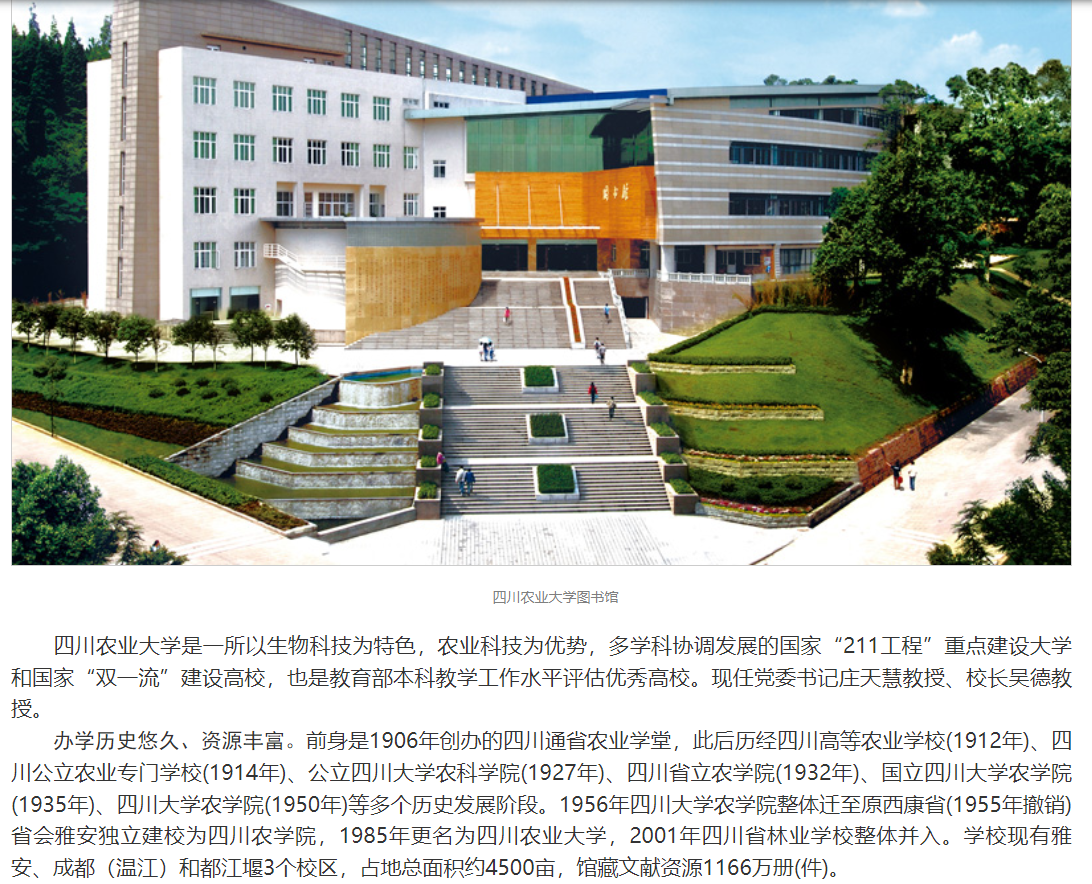 图书馆
四川农业大学图书馆
四川农业大学是一所以生物科技为特色，农业科技为优势，多学科协调发展的国家“211工程”重点建设大学
和国家“双一流”建设高校，也是教育部本科教学工作水平评估优秀高校。现任党委书记庄天慧教授、校长吴德教
授。
办学历史悠久、资源丰富。前身是1906年创办的四川通省农业学堂，此后历经四川高等农业学校(1912年)、四
川公立农业专门学校(1914年)、公立四川大学农科学院(1927年)、四川省立农学院(1932年)、国立四川大学农学院
(1935年)、四川大学农学院(1950年)等多个历史发展阶段。1956年四川大学农学院整体迁至原西康省(1955年撤销)
省会雅安独立建校为四川农学院，1985年更名为四川农业大学，2001年四川省林业学校整体并入。学校现有雅
安、成都（温江）和都江堰3个校区，占地总面积约4500亩，馆藏文献资源1166万册(件)。